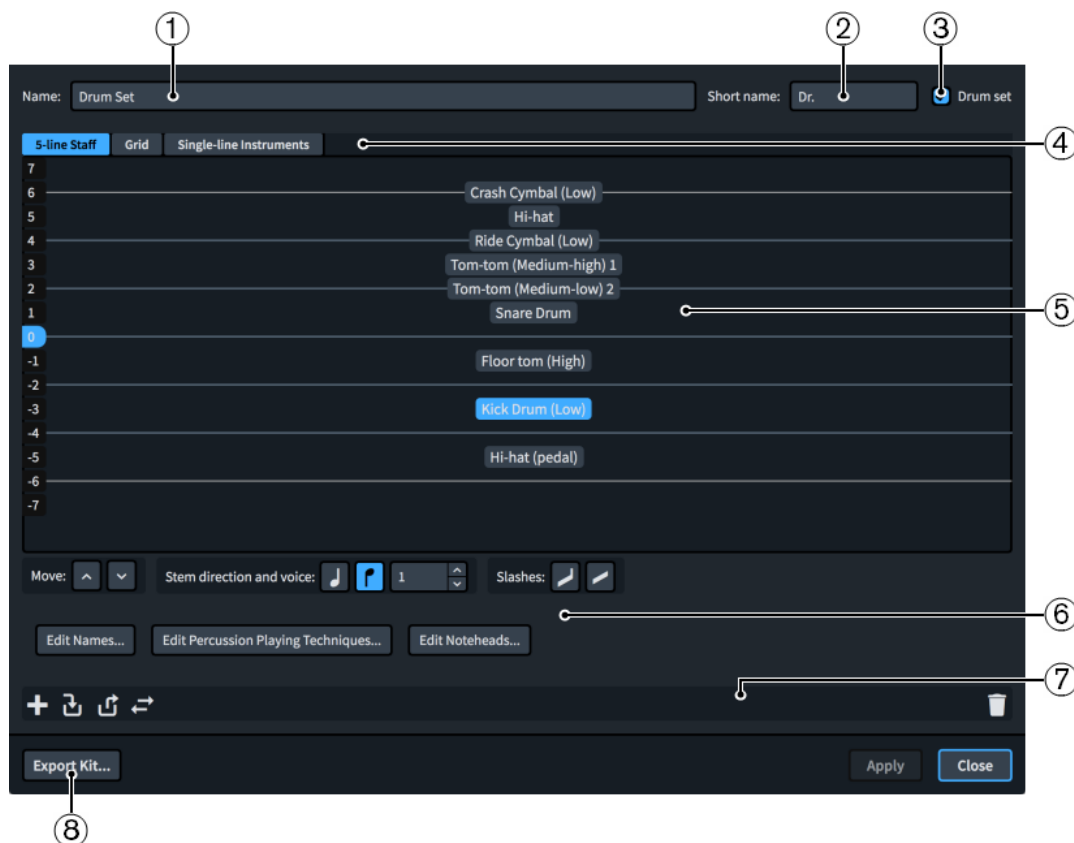 ① ② ③
Name: Drum Set Short name: Dr. Drum set
5-line Staff Grid Single-line Instruments ④
7
6 Crash Cymbal (Low)
5 Hi-hat
4 Ride Cymbal (Low)
3 Tom-tom (Medium-high) 1
2 Tom-tom (Medium-low) 2
1 Snare Drum ⑤
0
-1 Floor tom (High)
-2
-3 Kick Drum (Low)
-4
-5 Hi-hat (pedal)
-6
-7
Move: Stem direction and voice: 1 Slashes:
⑥
Edit Names... Edit Percussion Playing Techniques... Edit Noteheads...
⑦
Export Kit... Apply Close
⑧